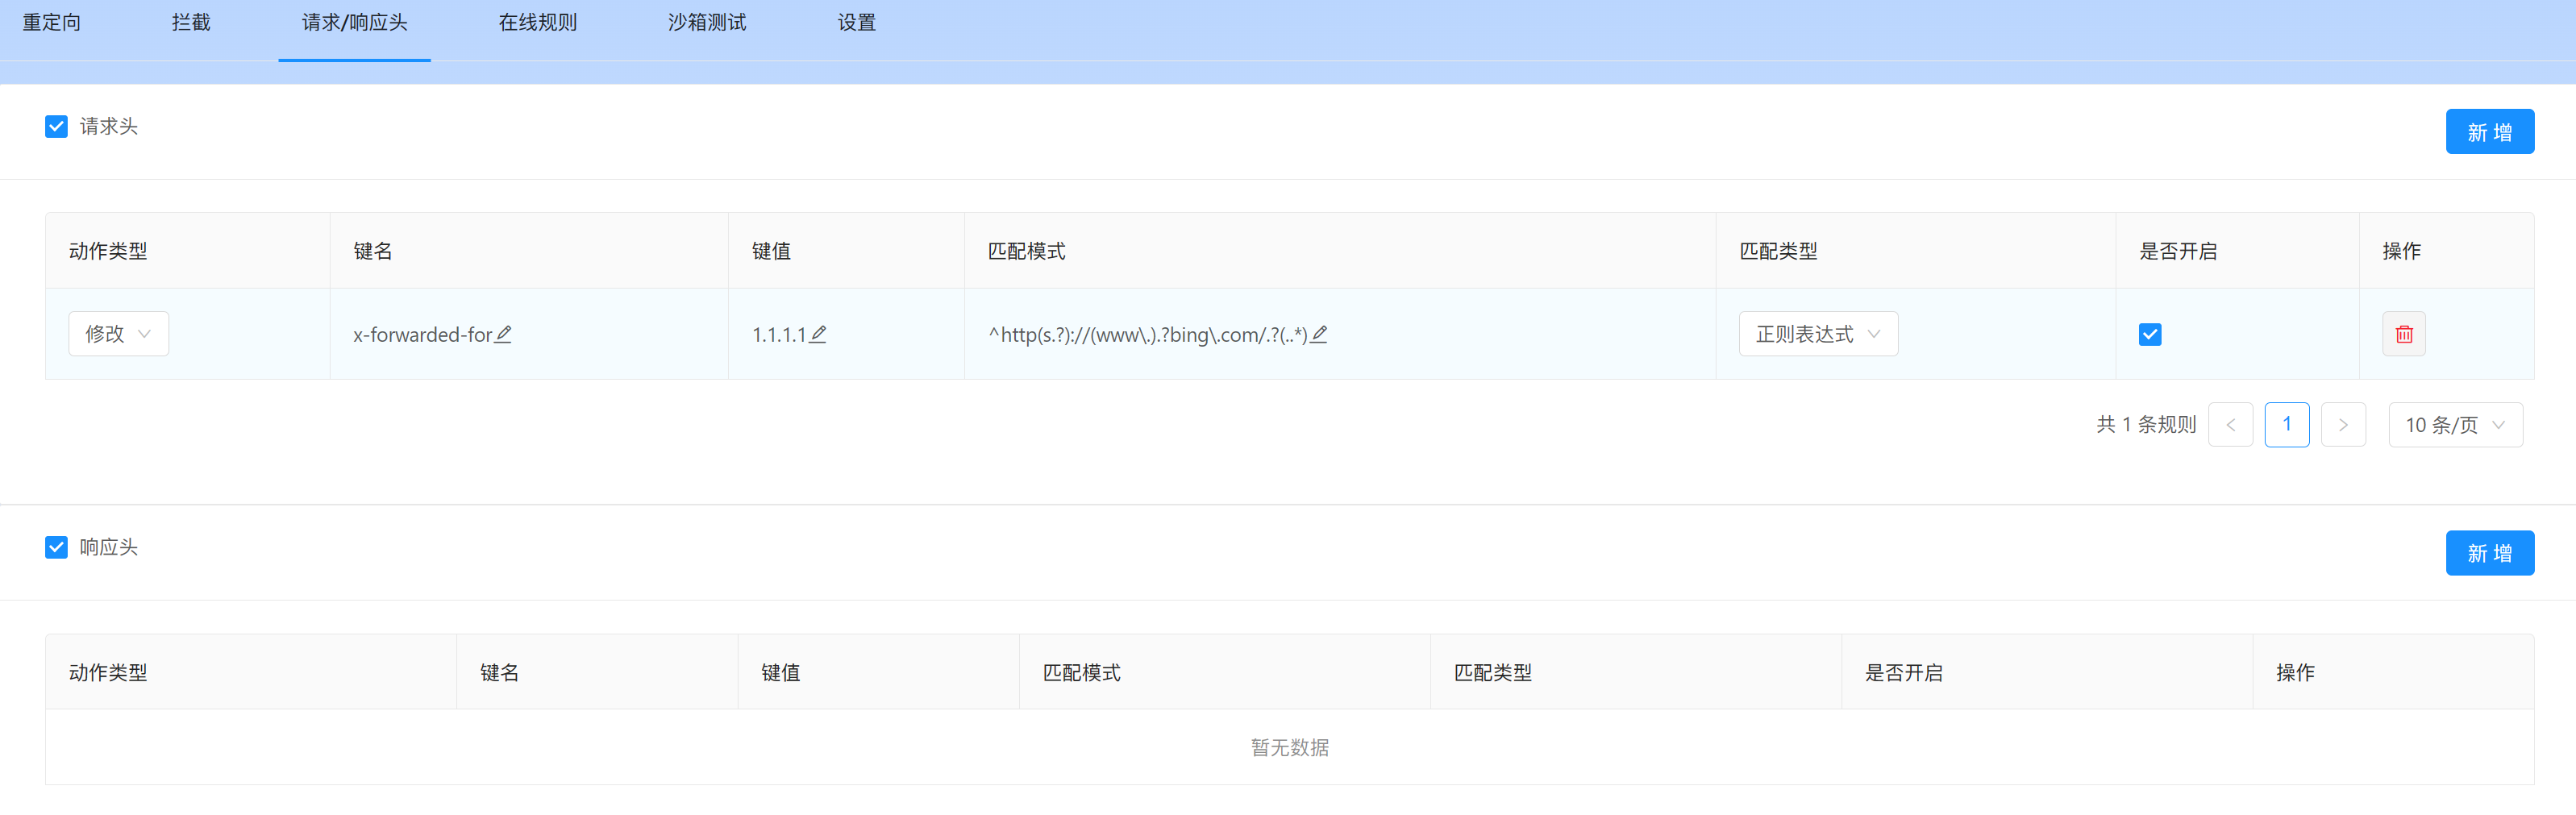 重定向 拦截 请求/响应头 在线规则 沙箱测试 设置
请求头 新 增
动作类型 键名 键值 匹配模式 匹配类型 是否开启 操作
修改 x-forwarded-for 1.1.1.1 ^http(s.?)://(www\.).?bing\.com/.?(..*) 正则表达式
共 1 条规则 < 1 > 10 条/页
响应头 新 增
动作类型 键名 键值 匹配模式 匹配类型 是否开启 操作
暂无数据